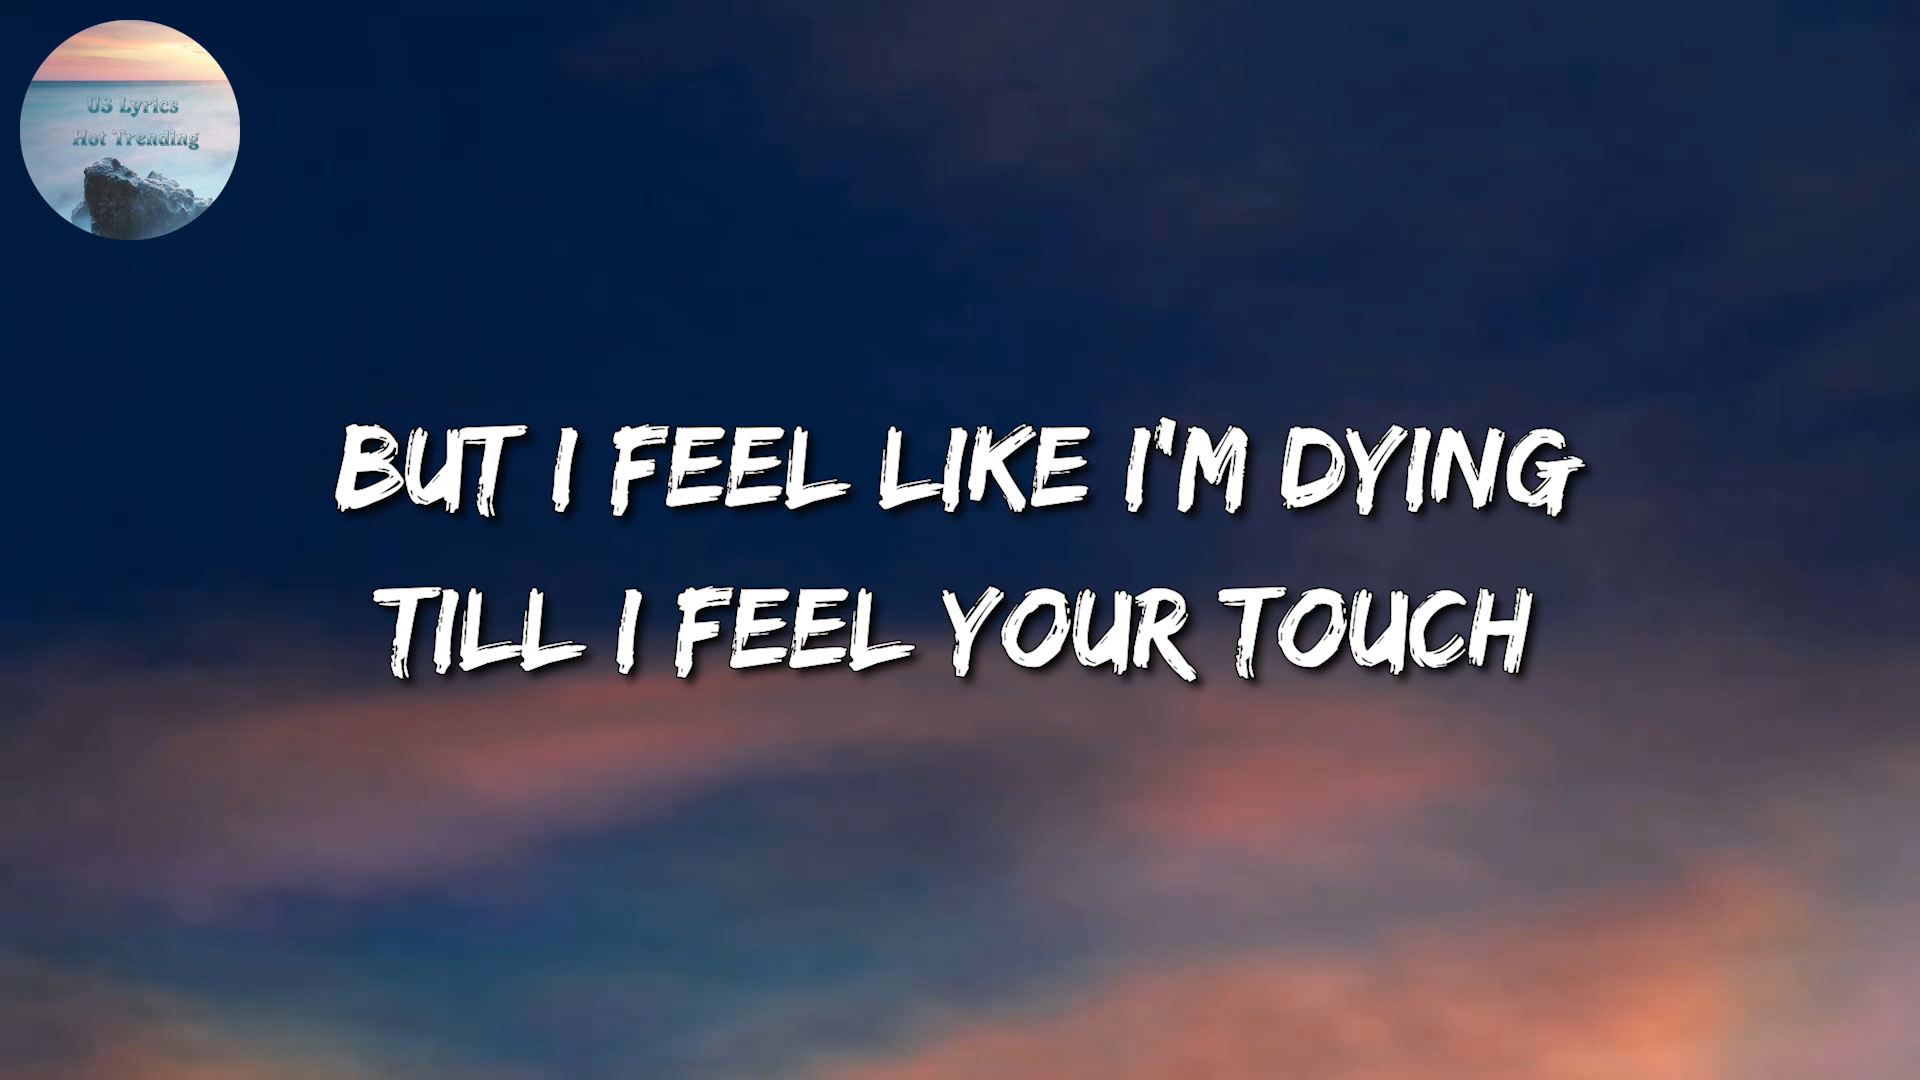 US Lyrics
Hot Trending
BUT I FEEL LIKE I'M DYING
TILL I FEEL YOUR TOUCH